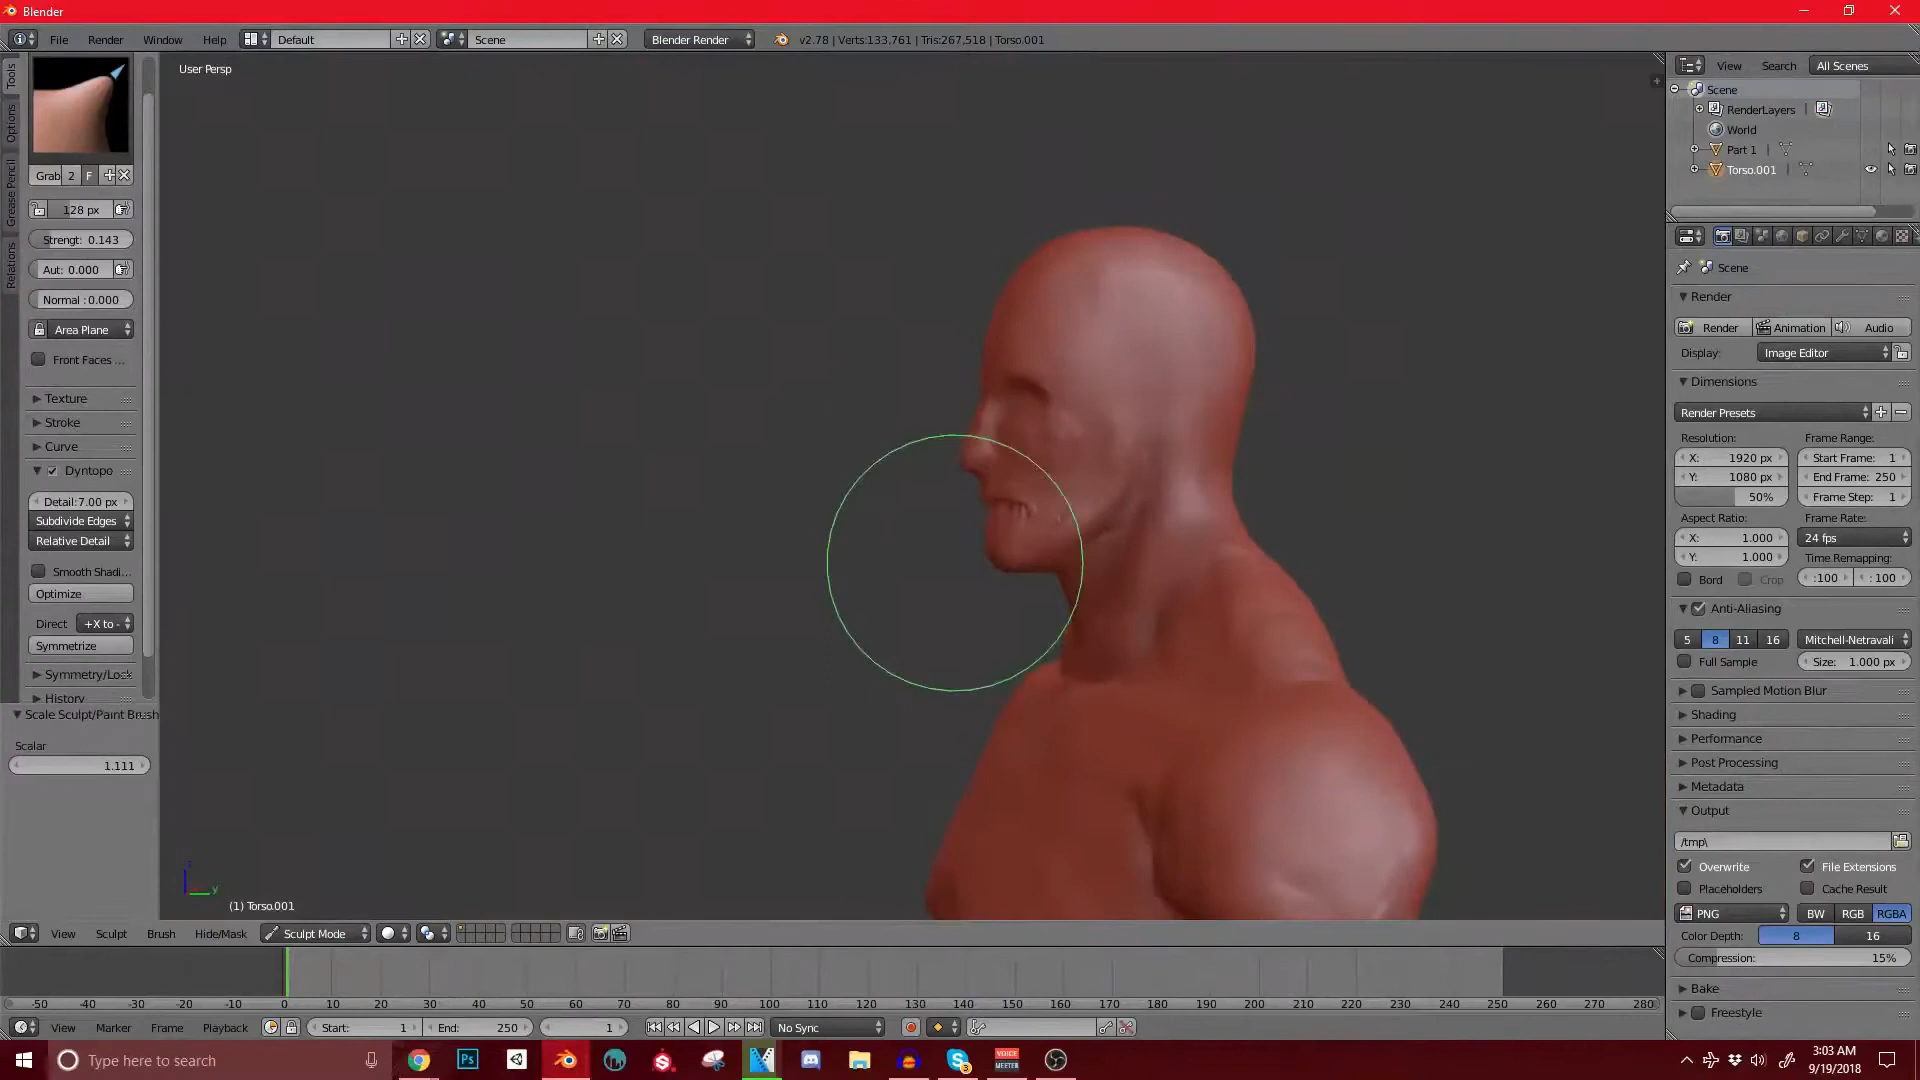 Blender
File Render Window Help Default Scene Blender Render v2.78 | Verts:133,761 | Tris:267,518 | Torso.001
User Persp
Tools
Options
Grease Pencil
Relations
Grab 2 F
128 px
Strengt: 0.143
Aut: 0.000
Normal : 0.000
Area Plane
Front Faces ...
Texture
Stroke
Curve
Dyntopo
Detail:7.00 px
Subdivide Edges
Relative Detail
Smooth Shadi...
Optimize
Direct +X to -
Symmetrize
Symmetry/Lock
History
Scale Sculpt/Paint Brush
Scalar
1.111
z
y
(1) Torso.001
View Sculpt Brush Hide/Mask Sculpt Mode
-50 -40 -30 -20 -10 0 10 20 30 40 50 60 70 80 90 100 110 120 130 140 150 160 170 180 190 200 210 220 230 240 250 260 270 280
View Marker Frame Playback Start: 1 End: 250 1 No Sync
View Search All Scenes
Scene
RenderLayers |
World
Part 1 |
Torso.001 |
Scene
Render
Render Animation Audio
Display: Image Editor
Dimensions
Render Presets
Resolution: Frame Range:
X: 1920 px Start Frame: 1
Y: 1080 px End Frame: 250
50% Frame Step: 1
Aspect Ratio: Frame Rate:
X: 1.000 24 fps
Y: 1.000 Time Remapping:
Bord Crop :100 : 100
Anti-Aliasing
5 8 11 16 Mitchell-Netravali
Full Sample Size: 1.000 px
Sampled Motion Blur
Shading
Performance
Post Processing
Metadata
Output
/tmp\
Overwrite File Extensions
Placeholders Cache Result
PNG BW RGB RGBA
Color Depth: 8 16
Compression: 15%
Bake
Freestyle
Type here to search
Ps
VOICE
MEETER
3
3:03 AM
9/19/2018